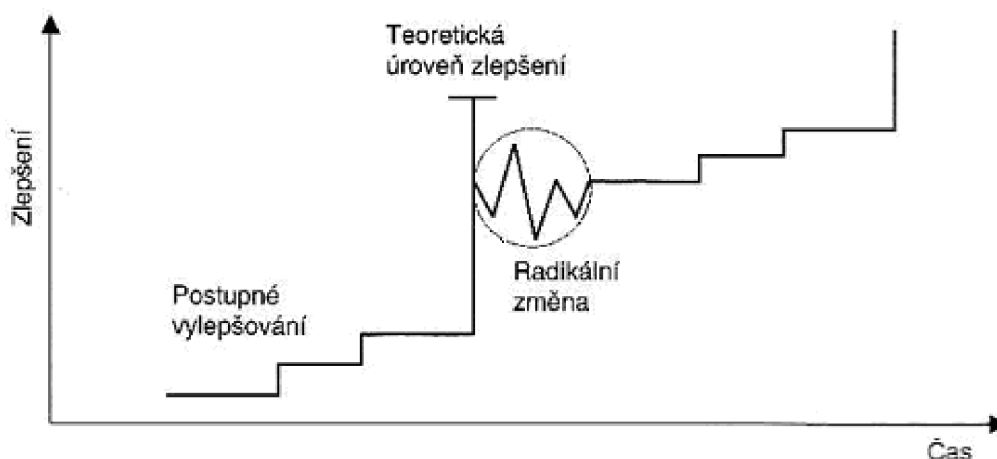 Teoretická
úroveň zlepšení
Zlepšení
Radikální
změna
Postupné
vylepšování
Čas